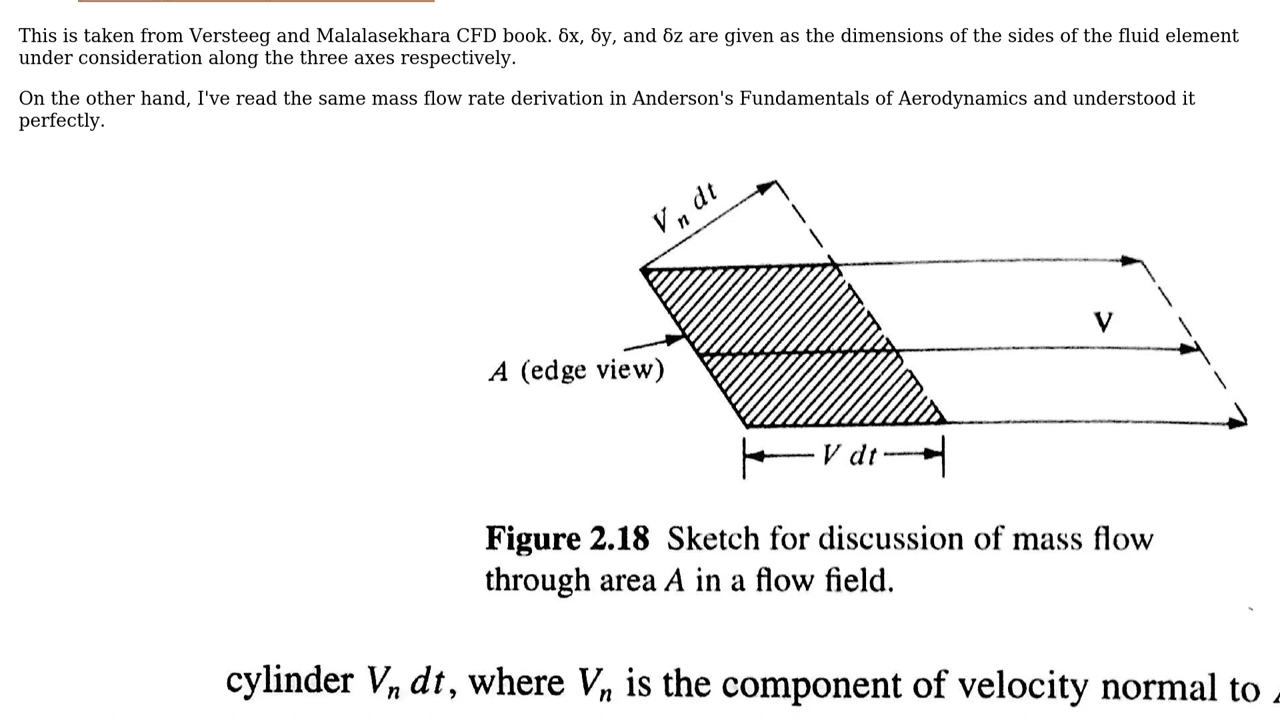 This is taken from Versteeg and Malalasekhara CFD book. δx, δy, and δz are given as the dimensions of the sides of the fluid element
under consideration along the three axes respectively.
On the other hand, I've read the same mass flow rate derivation in Anderson's Fundamentals of Aerodynamics and understood it
perfectly.
Vn dt
V
A (edge view)
V dt
Figure 2.18 Sketch for discussion of mass flow
through area A in a flow field.
cylinder Vn dt, where Vn is the component of velocity normal to